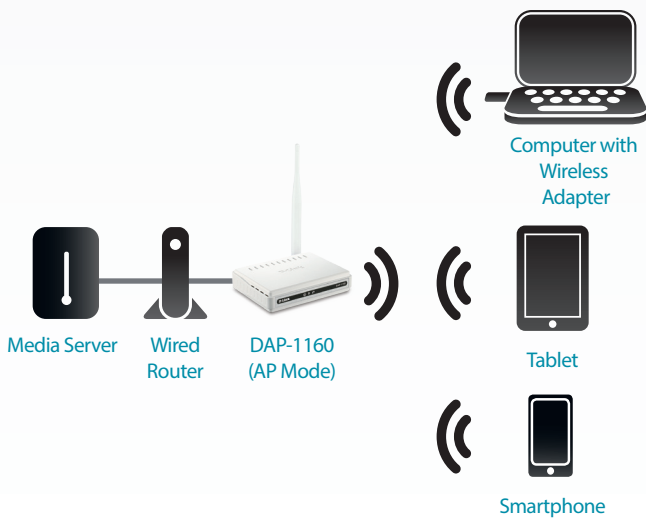 Computer with
Wireless
Adapter
Media Server
Wired
Router
DAP-1160
(AP Mode)
Tablet
Smartphone